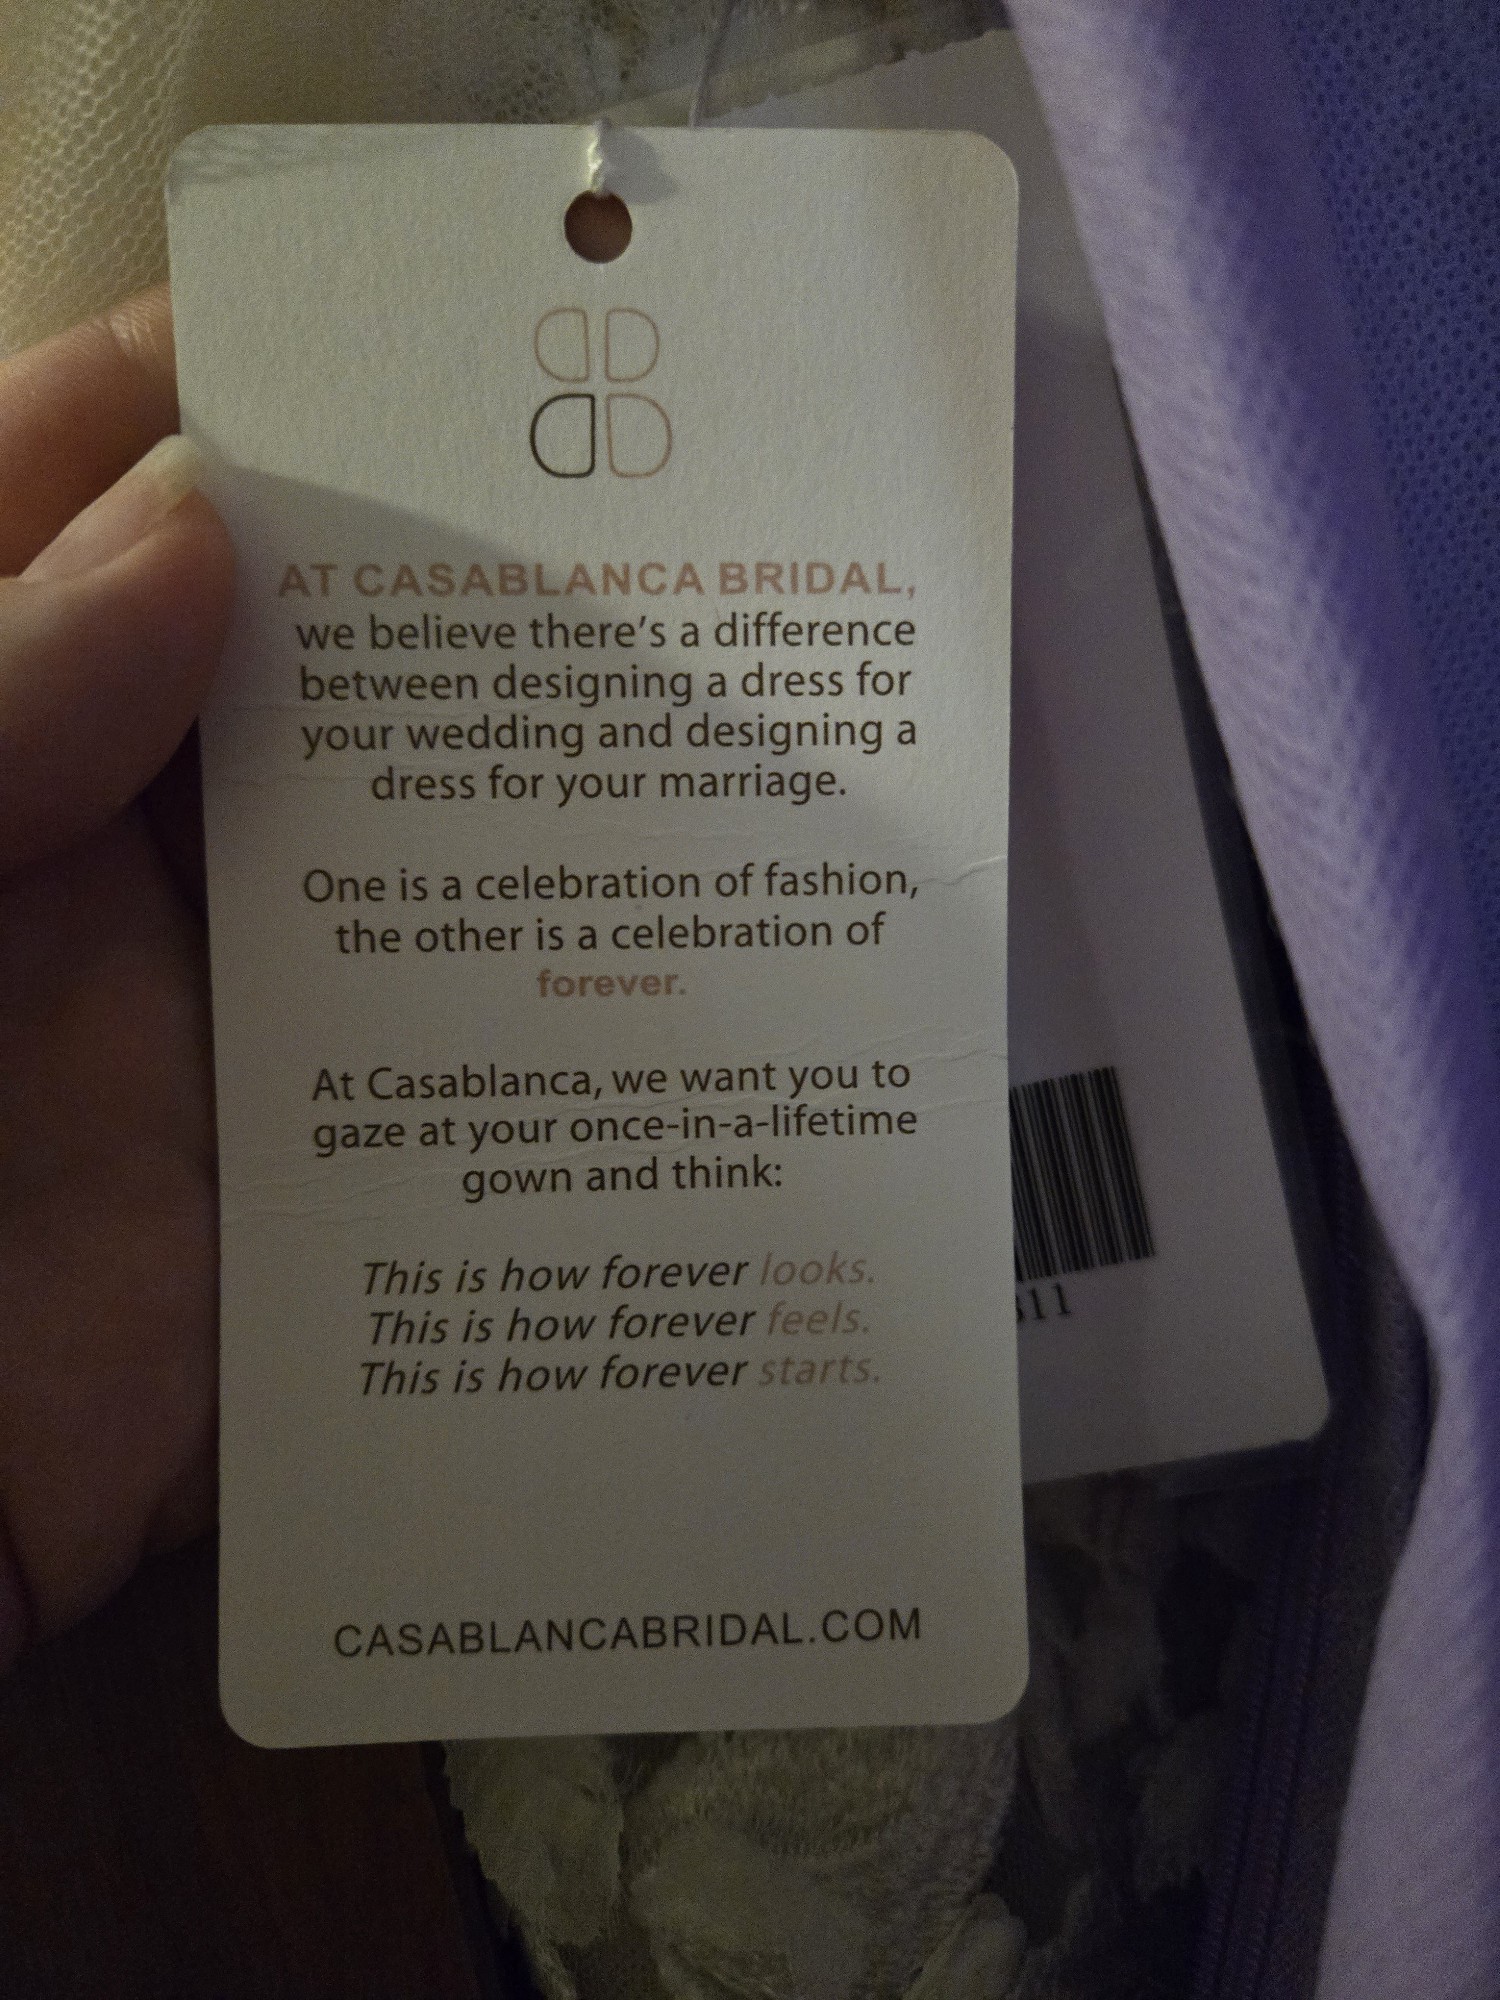 AT CASABLANCA BRIDAL,
we believe there's a difference
between designing a dress for
your wedding and designing a
dress for your marriage.
One is a celebration of fashion,
the other is a celebration of
forever.
At Casablanca, we want you to
gaze at your once-in-a-lifetime
gown and think:
This is how forever looks.
This is how forever feels.
This is how forever starts.
CASABLANCABRIDAL.COM